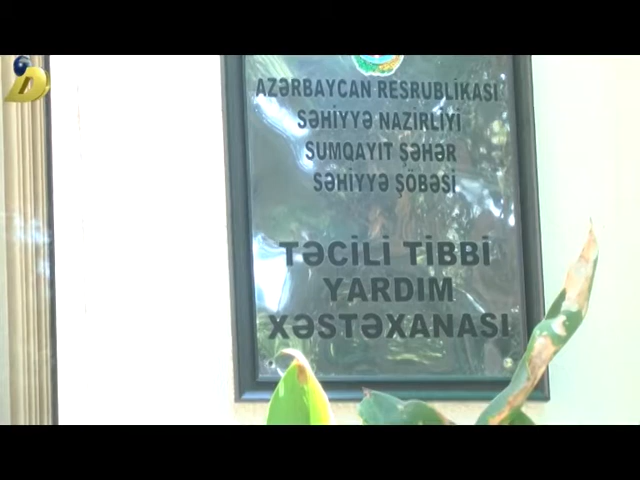 AZƏRBAYCAN RESRUBLİKASI
SƏHİYYƏ NAZİRLİYİ
SUMQAYIT ŞƏHƏR
SƏHİYYƏ ŞÖBƏSİ
TƏCİLİ TİBBİ
YARDIM
XƏSTƏXANASI